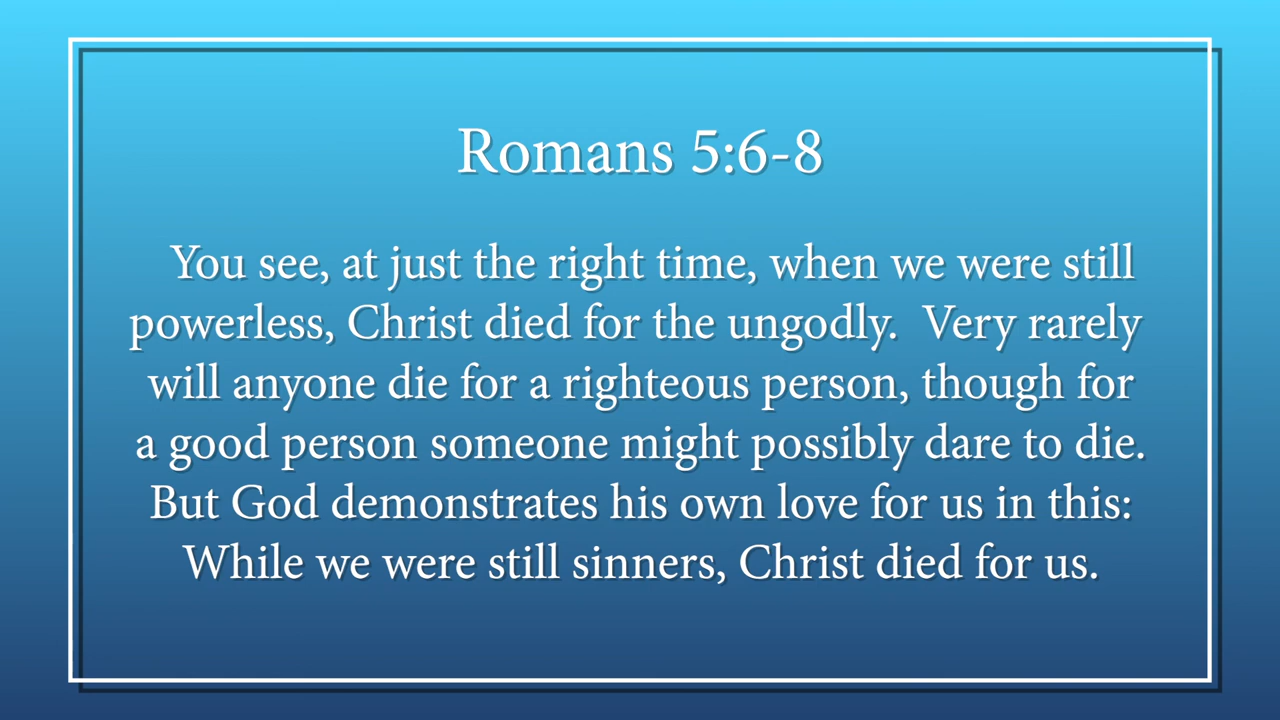 Romans 5:6-8
You see, at just the right time, when we were still
powerless, Christ died for the ungodly.  Very rarely
will anyone die for a righteous person, though for
a good person someone might possibly dare to die.
But God demonstrates his own love for us in this:
While we were still sinners, Christ died for us.